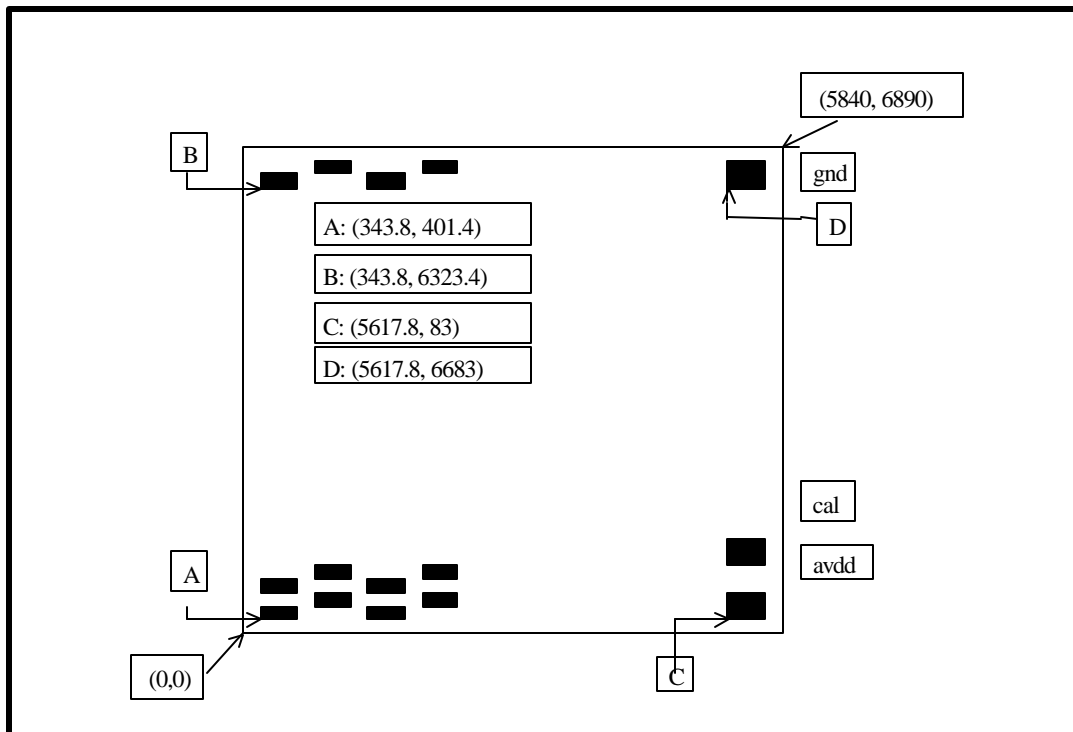 (5840, 6890)
B
gnd
A: (343.8, 401.4)
D
B: (343.8, 6323.4)
C: (5617.8, 83)
D: (5617.8, 6683)
cal
avdd
A
(0,0)
C